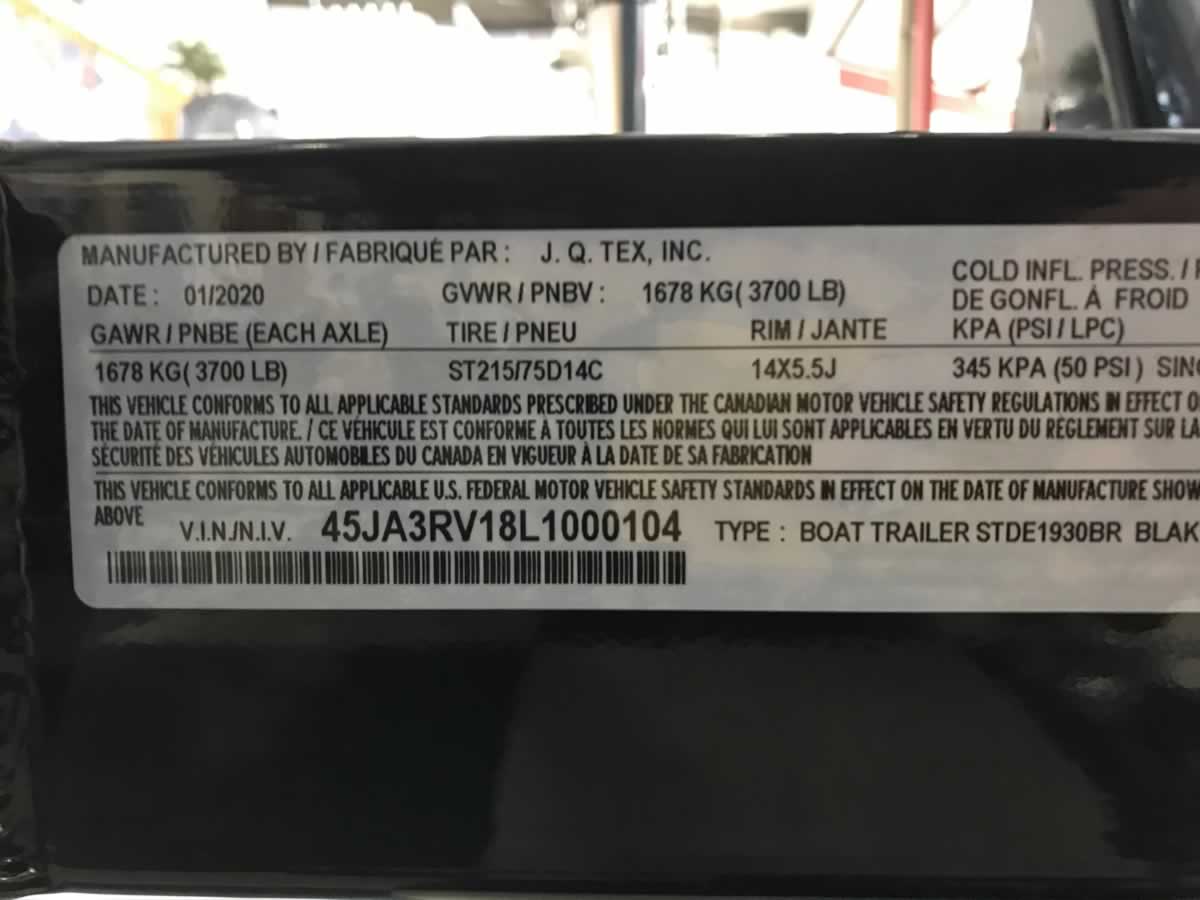 MANUFACTURED BY / FABRIQUÉ PAR : J. Q. TEX, INC.
DATE : 01/2020 GVWR / PNBV : 1678 KG( 3700 LB)
COLD INFL. PRESS. /
DE GONFL. À FROID
GAWR / PNBE (EACH AXLE) TIRE / PNEU RIM / JANTE KPA (PSI / LPC)
1678 KG( 3700 LB) ST215/75D14C 14X5.5J 345 KPA (50 PSI )
THIS VEHICLE CONFORMS TO ALL APPLICABLE STANDARDS PRESCRIBED UNDER THE CANADIAN MOTOR VEHICLE SAFETY REGULATIONS IN EFFECT
THE DATE OF MANUFACTURE. / CE VÉHICULE EST CONFORME À TOUTES LES NORMES QUI LUI SONT APPLICABLES EN VERTU DU RÈGLEMENT SUR LA
SÉCURITÉ DES VÉHICULES AUTOMOBILES DU CANADA EN VIGUEUR À LA DATE DE SA FABRICATION
THIS VEHICLE CONFORMS TO ALL APPLICABLE U.S. FEDERAL MOTOR VEHICLE SAFETY STANDARDS IN EFFECT ON THE DATE OF MANUFACTURE SHOW
ABOVE
V.I.N./N.I.V. 45JA3RV18L1000104 TYPE : BOAT TRAILER STDE1930BR BLAK